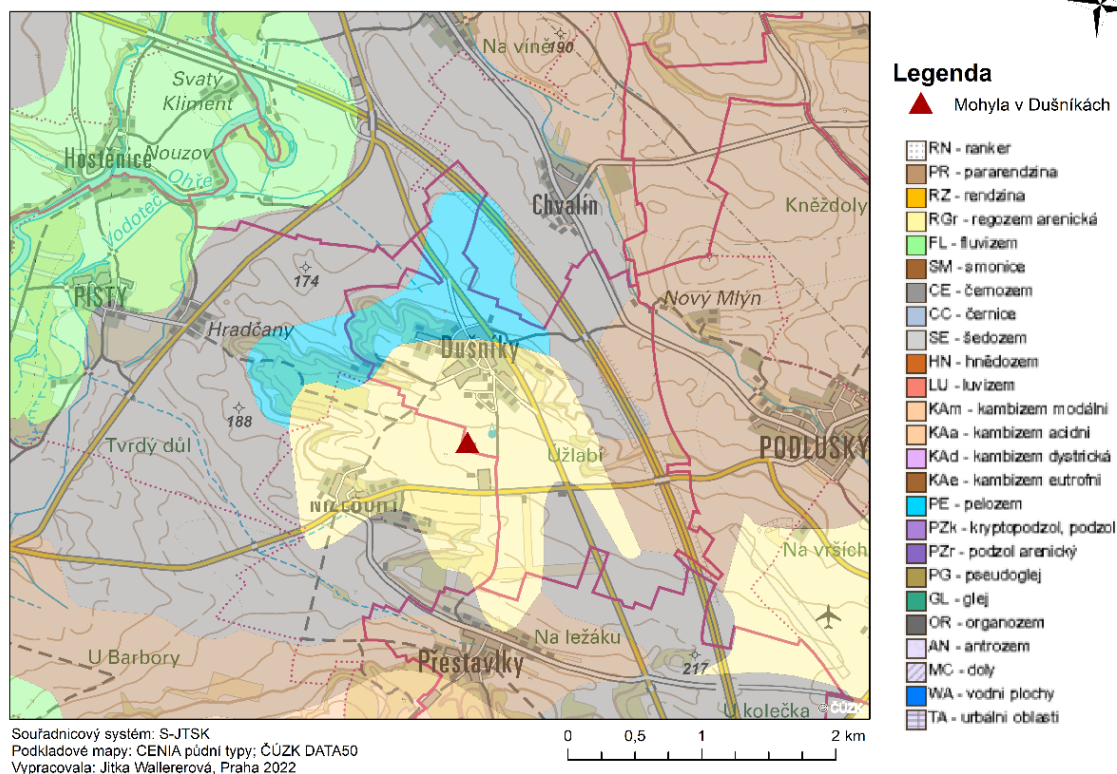 Na víně
190
Svatý
Kliment
Hostěnice
Nouzov
Ohře
Vodotec
Chvalín
Kněždoly
174
PÍSTY
Hradčany
Nový Mlýn
Dušníky
188
Tvrdý důl
Úžlabí
PODLUSKY
Na vrších
Na ležáku
U Barbory
Přestavlky
217
U kolečka
© ČÚZK
Legenda
Mohyla v Dušníkách
RN - ranker
PR - pararendzina
RZ - rendzina
RGr - regozem arenická
FL - fluvizem
SM - smonice
CE - černozem
CC - černice
SE - šedozem
HN - hnědozem
LU - luvizem
KAm - kambizem modální
KAa - kambizem acidní
KAd - kambizem dystrická
KAe - kambizem eutrofní
PE - pelozem
PZk - kryptopodzol, podzol
PZr - podzol arenický
PG - pseudoglej
GL - glej
OR - organozem
AN - antrozem
MC - doly
WA - vodní plochy
TA - urbální oblasti
Souřadnicový systém: S-JTSK
Podkladové mapy: CENIA půdní typy; ČÚZK DATA50
Vypracovala: Jitka Wallererová, Praha 2022
0 0,5 1 2 km